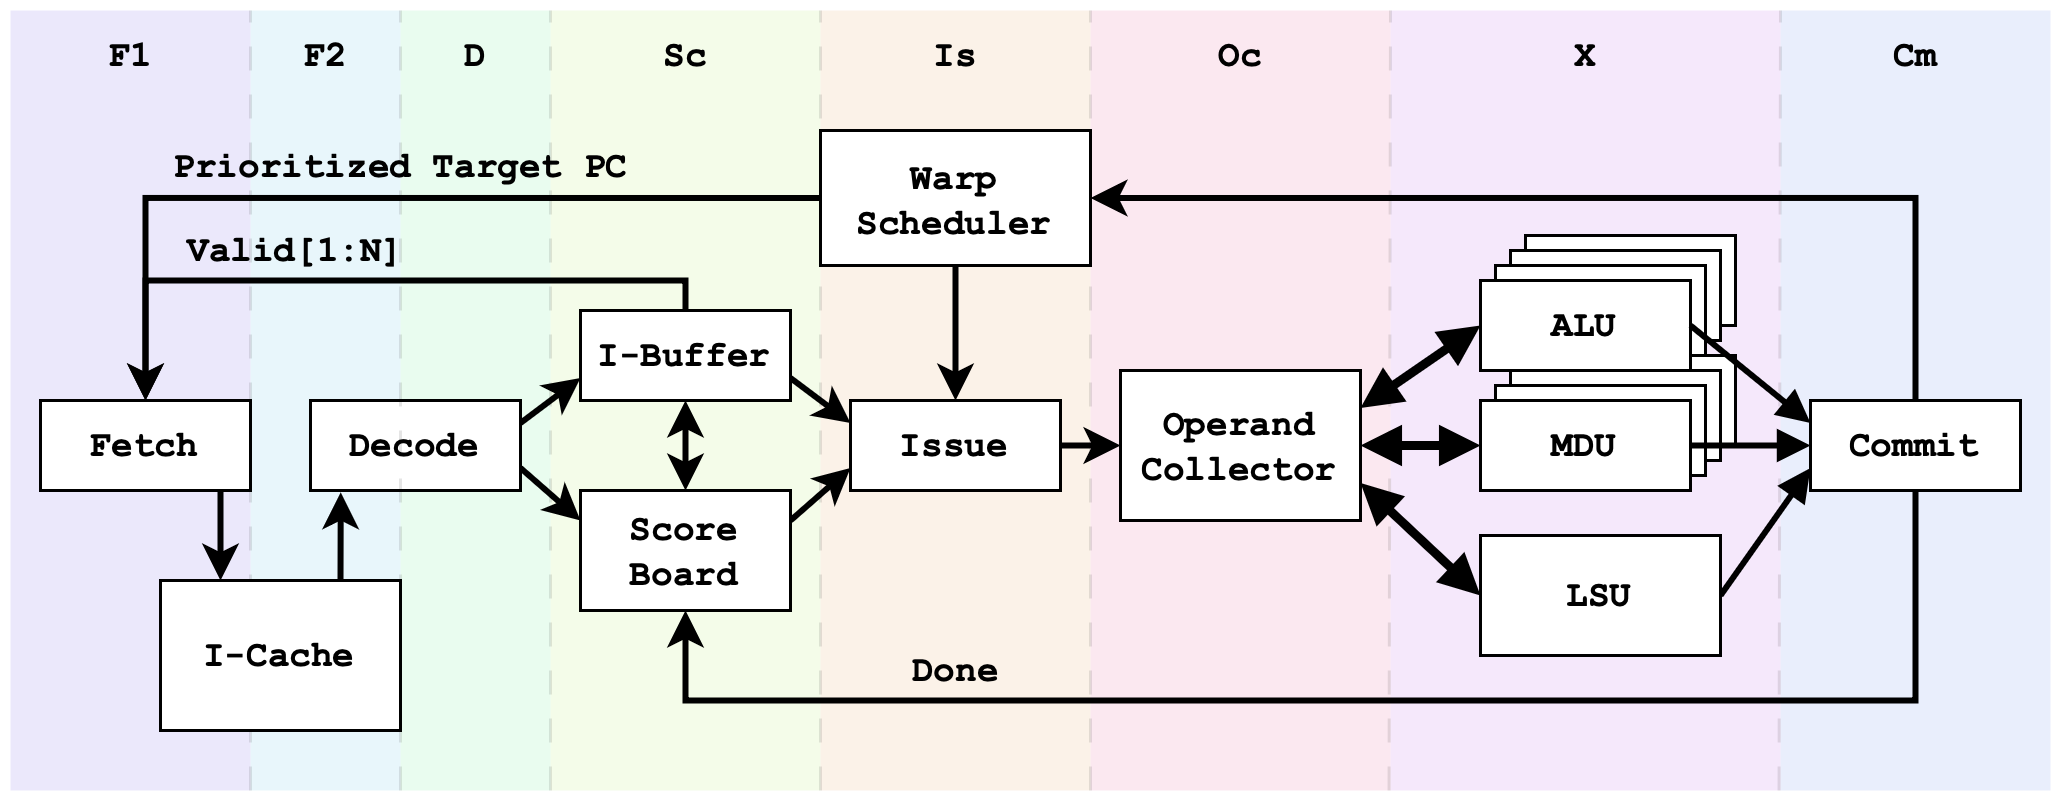 F1 F2 D Sc Is Oc X Cm
Prioritized Target PC
Warp
Scheduler
Valid[1:N]
I-Buffer
ALU
Fetch
Decode
Issue
Operand
Collector
MDU
Commit
Score
Board
LSU
I-Cache
Done